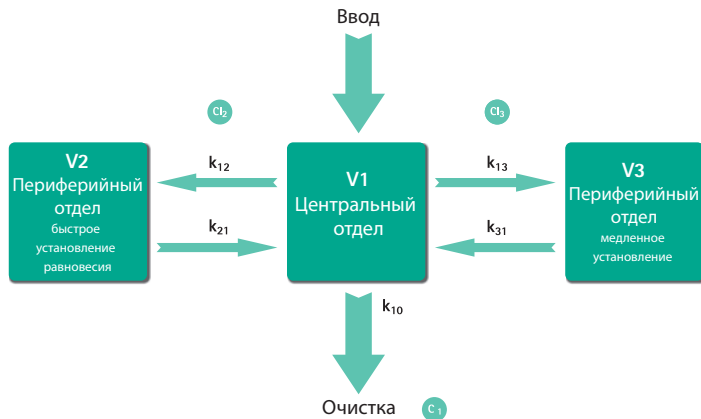 Ввод
Cl₂
Cl₃
V2
Периферийный
отдел
быстрое
установление
равновесия
k₁₂
k₂₁
V1
Центральный
отдел
k₁₃
k₃₁
V3
Периферийный
отдел
медленное
установление
k₁₀
Очистка
C ₁